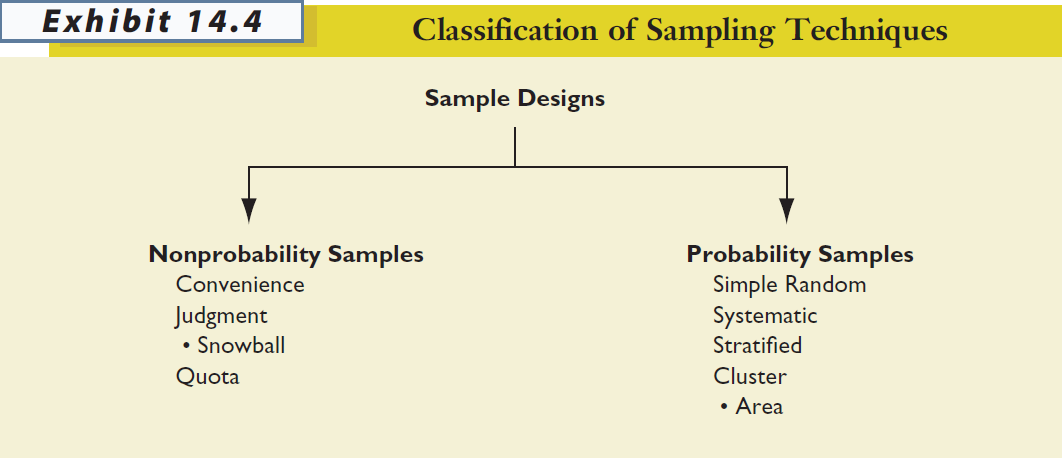 Exhibit 14.4
Classification of Sampling Techniques
Sample Designs
Nonprobability Samples
Convenience
Judgment
• Snowball
Quota
Probability Samples
Simple Random
Systematic
Stratified
Cluster
• Area